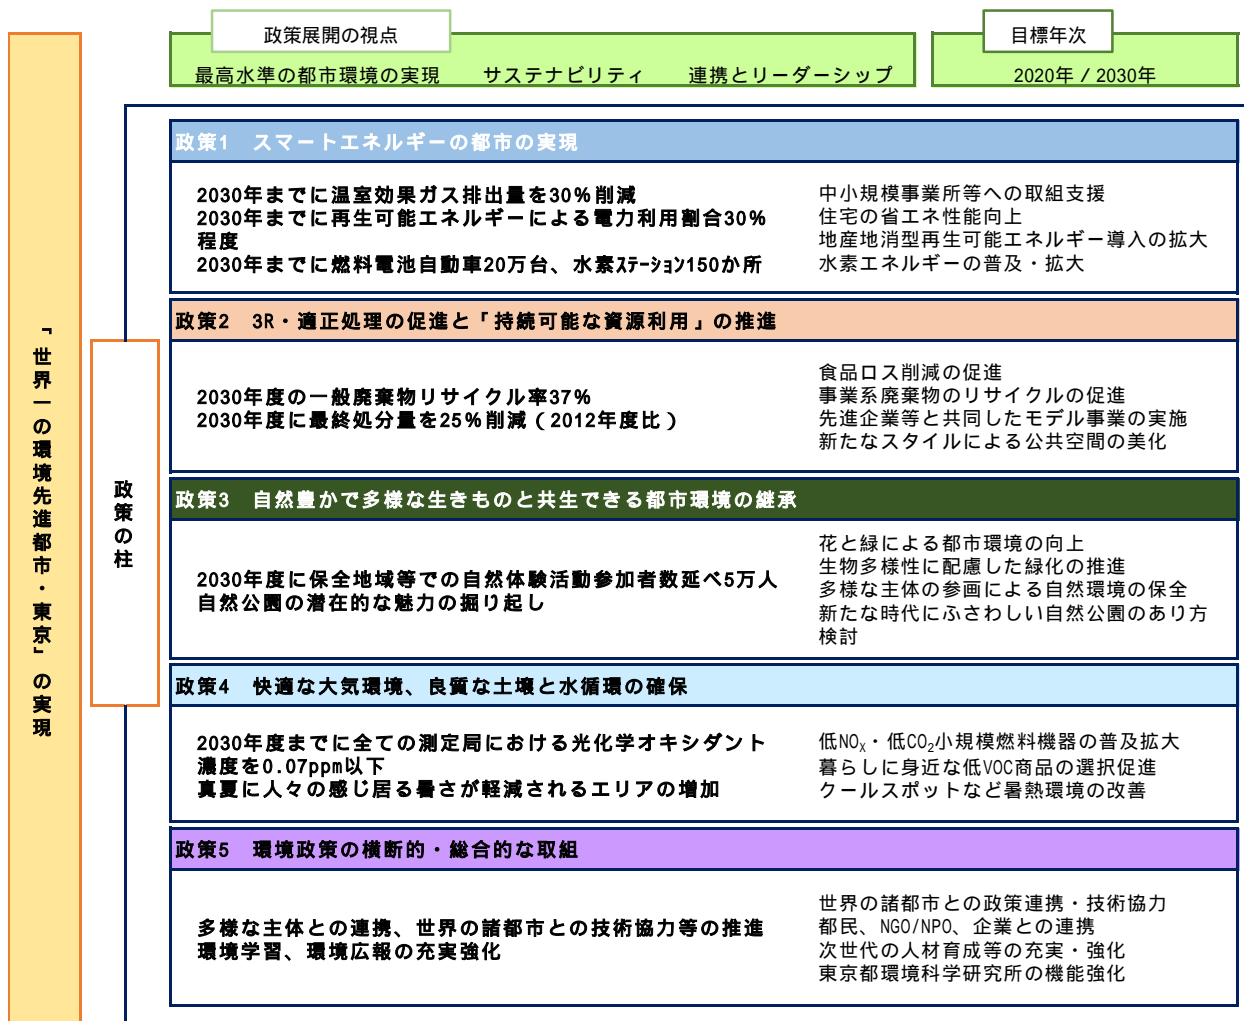 政策展開の視点
目標年次
最高水準の都市環境の実現　サステナビリティ　連携とリーダーシップ
2020年 / 2030年
「世界一の環境先進都市・東京」の実現
政策の柱
政策1　スマートエネルギーの都市の実現
2030年までに温室効果ガス排出量を30%削減
2030年までに再生可能エネルギーによる電力利用割合30%
程度
2030年までに燃料電池自動車20万台、水素ｽﾃｰｼｮﾝ150か所
中小規模事業所等への取組支援
住宅の省エネ性能向上
地産地消型再生可能エネルギー導入の拡大
水素エネルギーの普及・拡大
政策2　3R・適正処理の促進と「持続可能な資源利用」の推進
2030年度の一般廃棄物リサイクル率37%
2030年度に最終処分量を25%削減（2012年度比）
食品ロス削減の促進
事業系廃棄物のリサイクルの促進
先進企業等と共同したモデル事業の実施
新たなスタイルによる公共空間の美化
政策3　自然豊かで多様な生きものと共生できる都市環境の継承
2030年度に保全地域等での自然体験活動参加者数延べ5万人
自然公園の潜在的な魅力の掘り起し
花と緑による都市環境の向上
生物多様性に配慮した緑化の推進
多様な主体の参画による自然環境の保全
新たな時代にふさわしい自然公園のあり方
検討
政策4　快適な大気環境、良質な土壌と水循環の確保
2030年度までに全ての測定局における光化学オキシダント
濃度を0.07ppm以下
真夏に人々の感じ居る暑さが軽減されるエリアの増加
低NOx・低CO2小規模燃料機器の普及拡大
暮らしに身近な低VOC商品の選択促進
クールスポットなど暑熱環境の改善
政策5　環境政策の横断的・総合的な取組
多様な主体との連携、世界の諸都市との技術協力等の推進
環境学習、環境広報の充実強化
世界の諸都市との政策連携・技術協力
都民、NGO/NPO、企業との連携
次世代の人材育成等の充実・強化
東京都環境科学研究所の機能強化